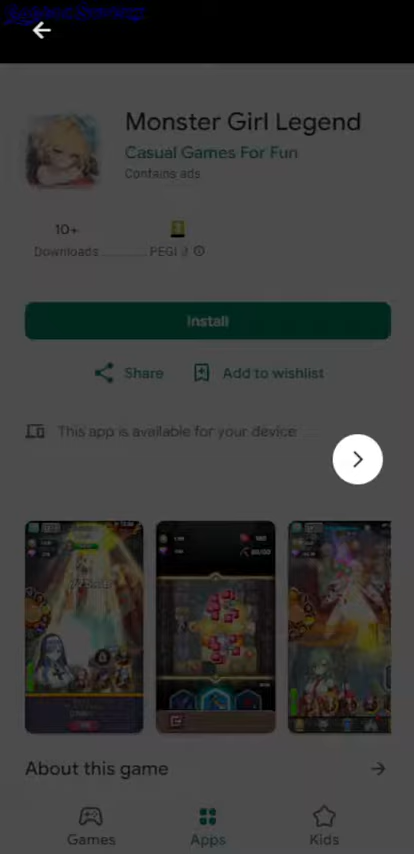 Monster Girl Legend
Casual Games For Fun
Contains ads
10+
Downloads
PEGI 3
Install
Share
Add to wishlist
This app is available for your device
About this game
Games
Apps
Kids